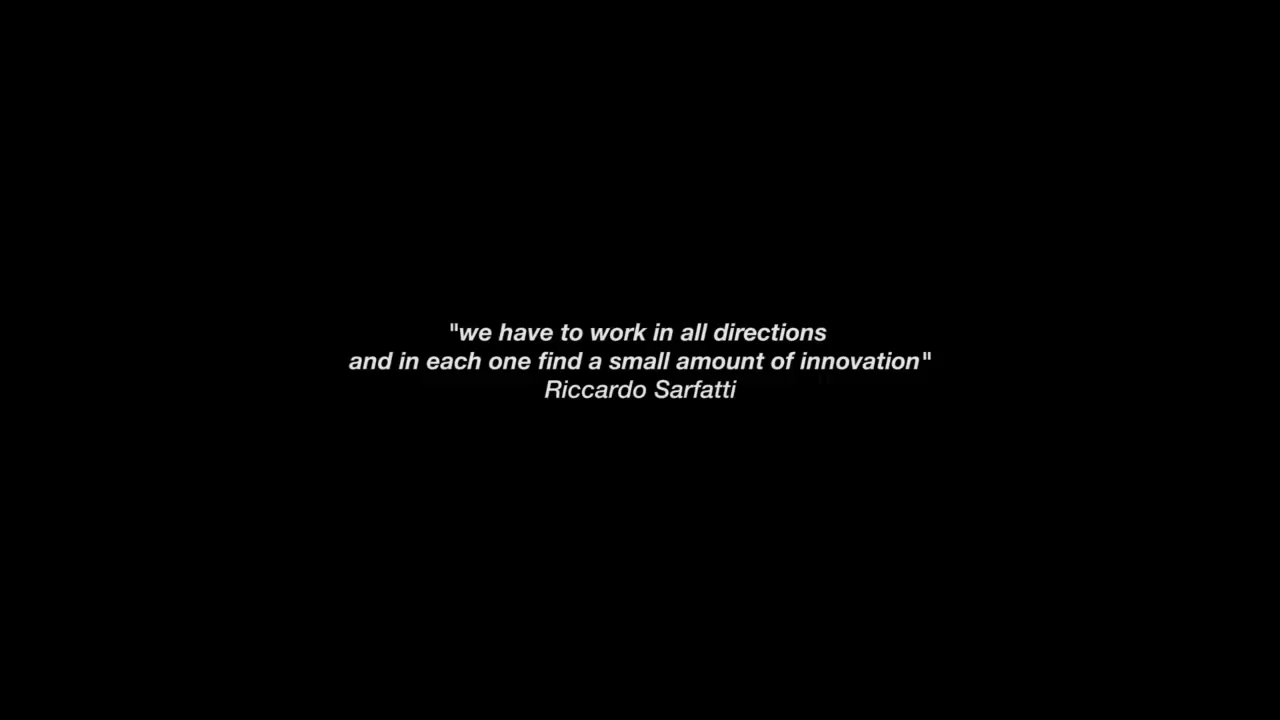 "we have to work in all directions
and in each one find a small amount of innovation"
Riccardo Sarfatti